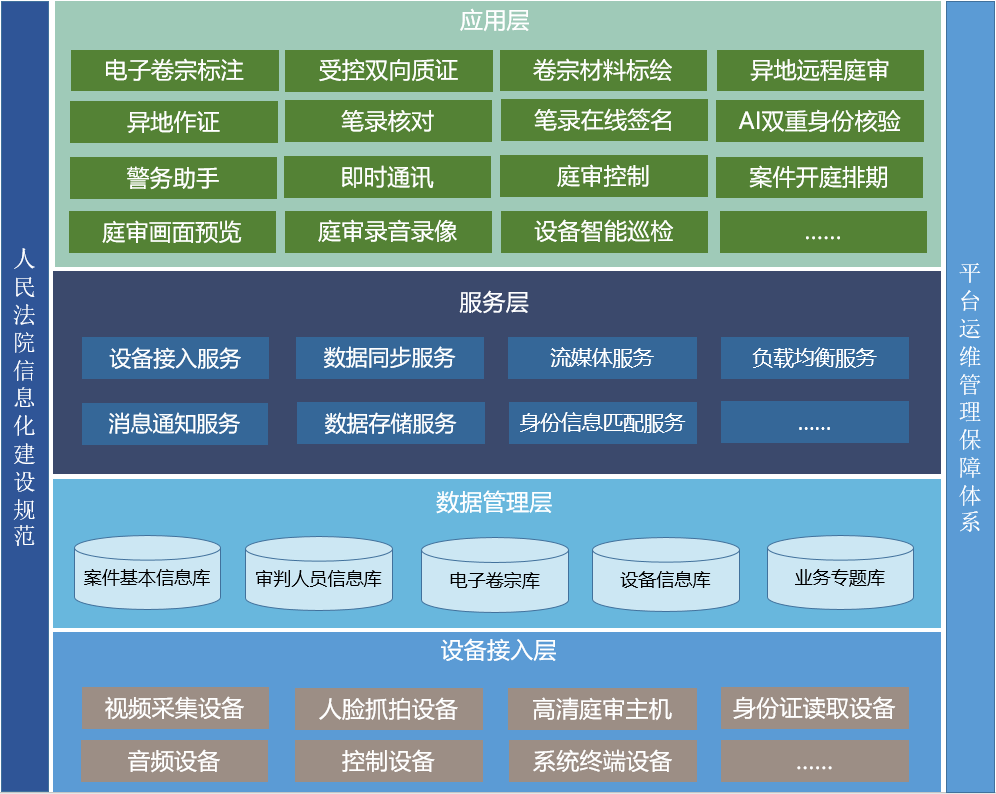 人民法院信息化建设规范
应用层
电子卷宗标注
受控双向质证
卷宗材料标绘
异地远程庭审
异地作证
笔录核对
笔录在线签名
AI双重身份核验
警务助手
即时通讯
庭审控制
案件开庭排期
庭审画面预览
庭审录音录像
设备智能巡检
......
服务层
设备接入服务
数据同步服务
流媒体服务
负载均衡服务
消息通知服务
数据存储服务
身份信息匹配服务
......
数据管理层
案件基本信息库
审判人员信息库
电子卷宗库
设备信息库
业务专题库
设备接入层
视频采集设备
人脸抓拍设备
高清庭审主机
身份证读取设备
音频设备
控制设备
系统终端设备
......
平台运维管理保障体系